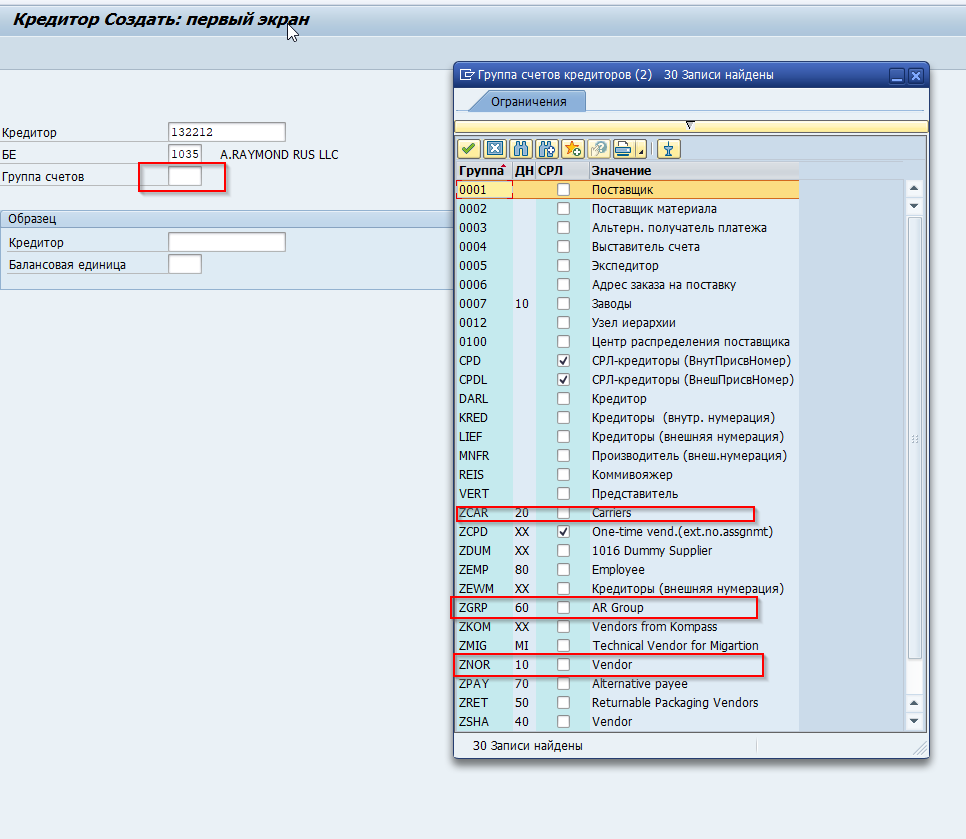 Кредитор Создать: первый экран
Кредитор 132212
БЕ 1035 A.RAYMOND RUS LLC
Группа счетов
Образец
Кредитор
Балансовая единица
Группа счетов кредиторов (2) 30 Записи найдены
Ограничения
Группа ДН СРЛ Значение
0001 Поставщик
0002 Поставщик материала
0003 Альтерн. получатель платежа
0004 Выставитель счета
0005 Экспедитор
0006 Адрес заказа на поставку
0007 10 Заводы
0012 Узел иерархии
0100 Центр распределения поставщика
CPD СРЛ-кредиторы (ВнутПрисвНомер)
CPDL СРЛ-кредиторы (ВнешПрисвНомер)
DARL Кредитор
KRED Кредиторы (внутр. нумерация)
LIEF Кредиторы (внешняя нумерация)
MNFR Производитель (внеш.нумерация)
REIS Коммивояжер
VERT Представитель
ZCAR 20 Carriers
ZCPD XX One-time vend.(ext.no.assgnmt)
ZDUM XX 1016 Dummy Supplier
ZEMP 80 Employee
ZEWM XX Кредиторы (внешняя нумерация)
ZGRP 60 AR Group
ZKOM XX Vendors from Kompass
ZMIG MI Technical Vendor for Migartion
ZNOR 10 Vendor
ZPAY 70 Alternative payee
ZRET 50 Returnable Packaging Vendors
ZSHA 40 Vendor
30 Записи найдены